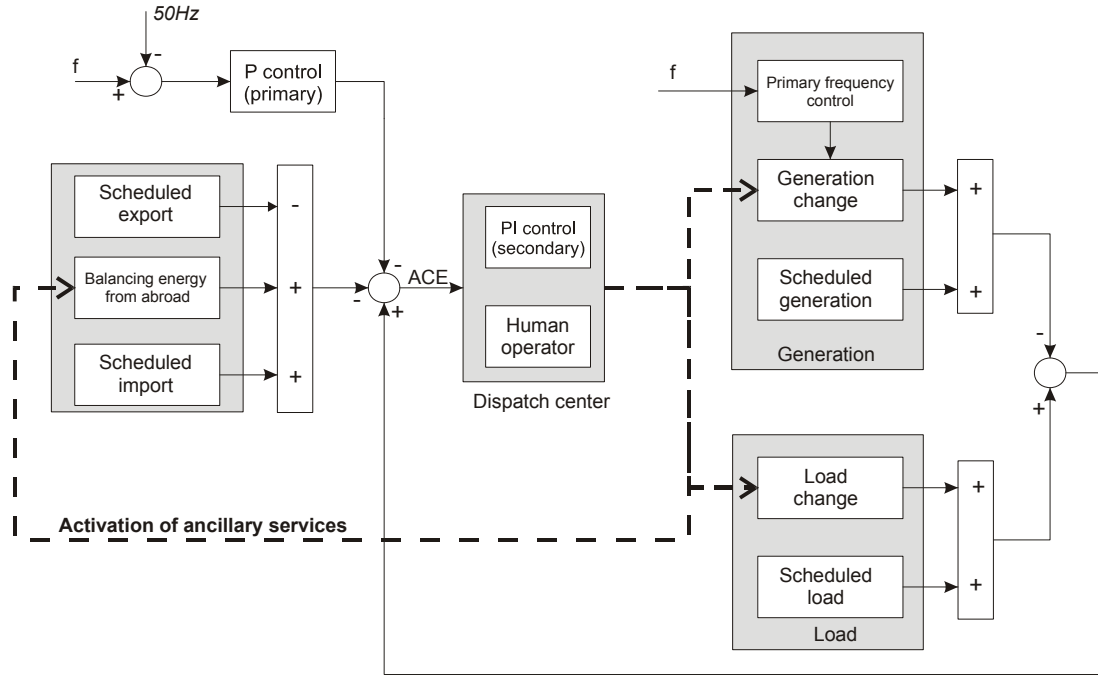 50Hz
-
f
+
P control
(primary)
f
Primary frequency
control
Generation
change
+
Scheduled
generation
+
Generation
Scheduled
export
-
Balancing energy
from abroad
+
Scheduled
import
+
-
-
+
ACE
PI control
(secondary)
Human
operator
Dispatch center
-
+
Load
change
+
Scheduled
load
+
Load
Activation of ancillary services